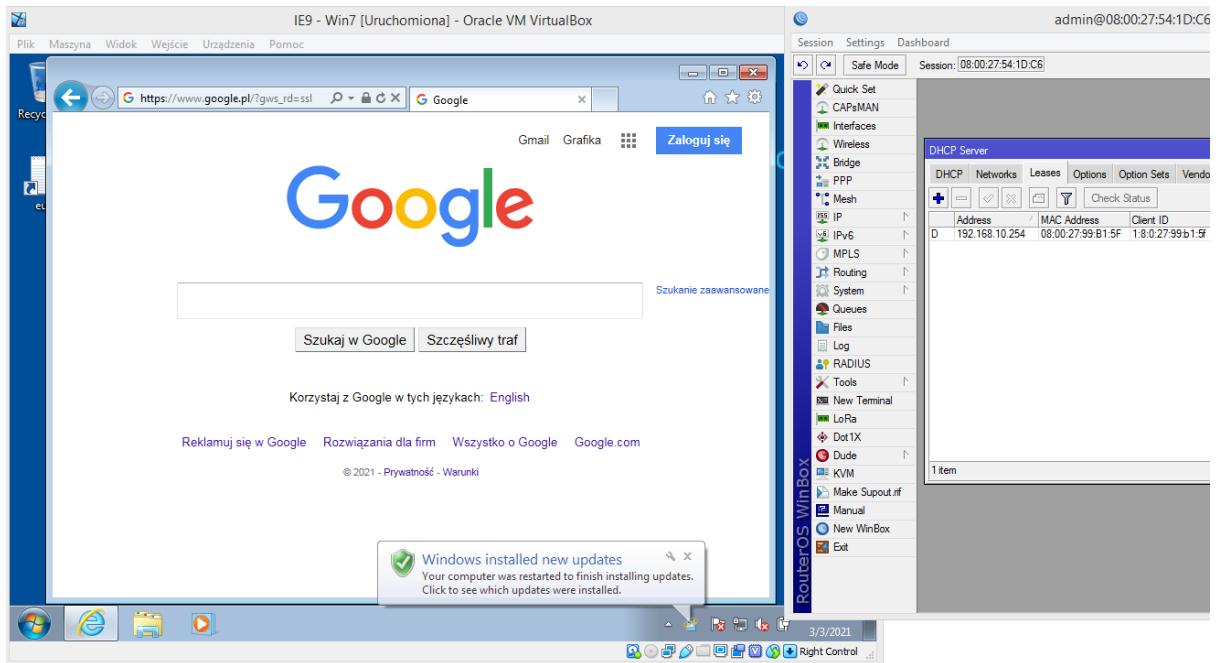 IE9 - Win7 [Uruchomiona] - Oracle VM VirtualBox
Plik Maszyna Widok Wejście Urządzenia Pomoc
Recyc
eu
https://www.google.pl/?gws_rd=ssl
Google
Gmail Grafika Zaloguj się
Google
Szukanie zaawansowane
Szukaj w Google Szczęśliwy traf
Korzystaj z Google w tych językach: English
Reklamuj się w Google Rozwiązania dla firm Wszystko o Google Google.com
© 2021 - Prywatność - Warunki
Windows installed new updates
Your computer was restarted to finish installing updates.
Click to see which updates were installed.
3/3/2021
Right Control
admin@08:00:27:54:1D:C6
Session Settings Dashboard
Safe Mode Session: 08:00:27:54:1D:C6
Quick Set
CAPsMAN
Interfaces
Wireless
Bridge
PPP
Mesh
IP
IPv6
MPLS
Routing
System
Queues
Files
Log
RADIUS
Tools
New Terminal
LoRa
Dot1X
Dude
KVM
Make Supout.rif
Manual
New WinBox
Exit
RouterOS WinBox
DHCP Server
DHCP Networks Leases Options Option Sets Vendo
Check Status
Address MAC Address Client ID
D 192.168.10.254 08:00:27:99:B1:5F 1:8:0:27:99:b1:5f
1 item